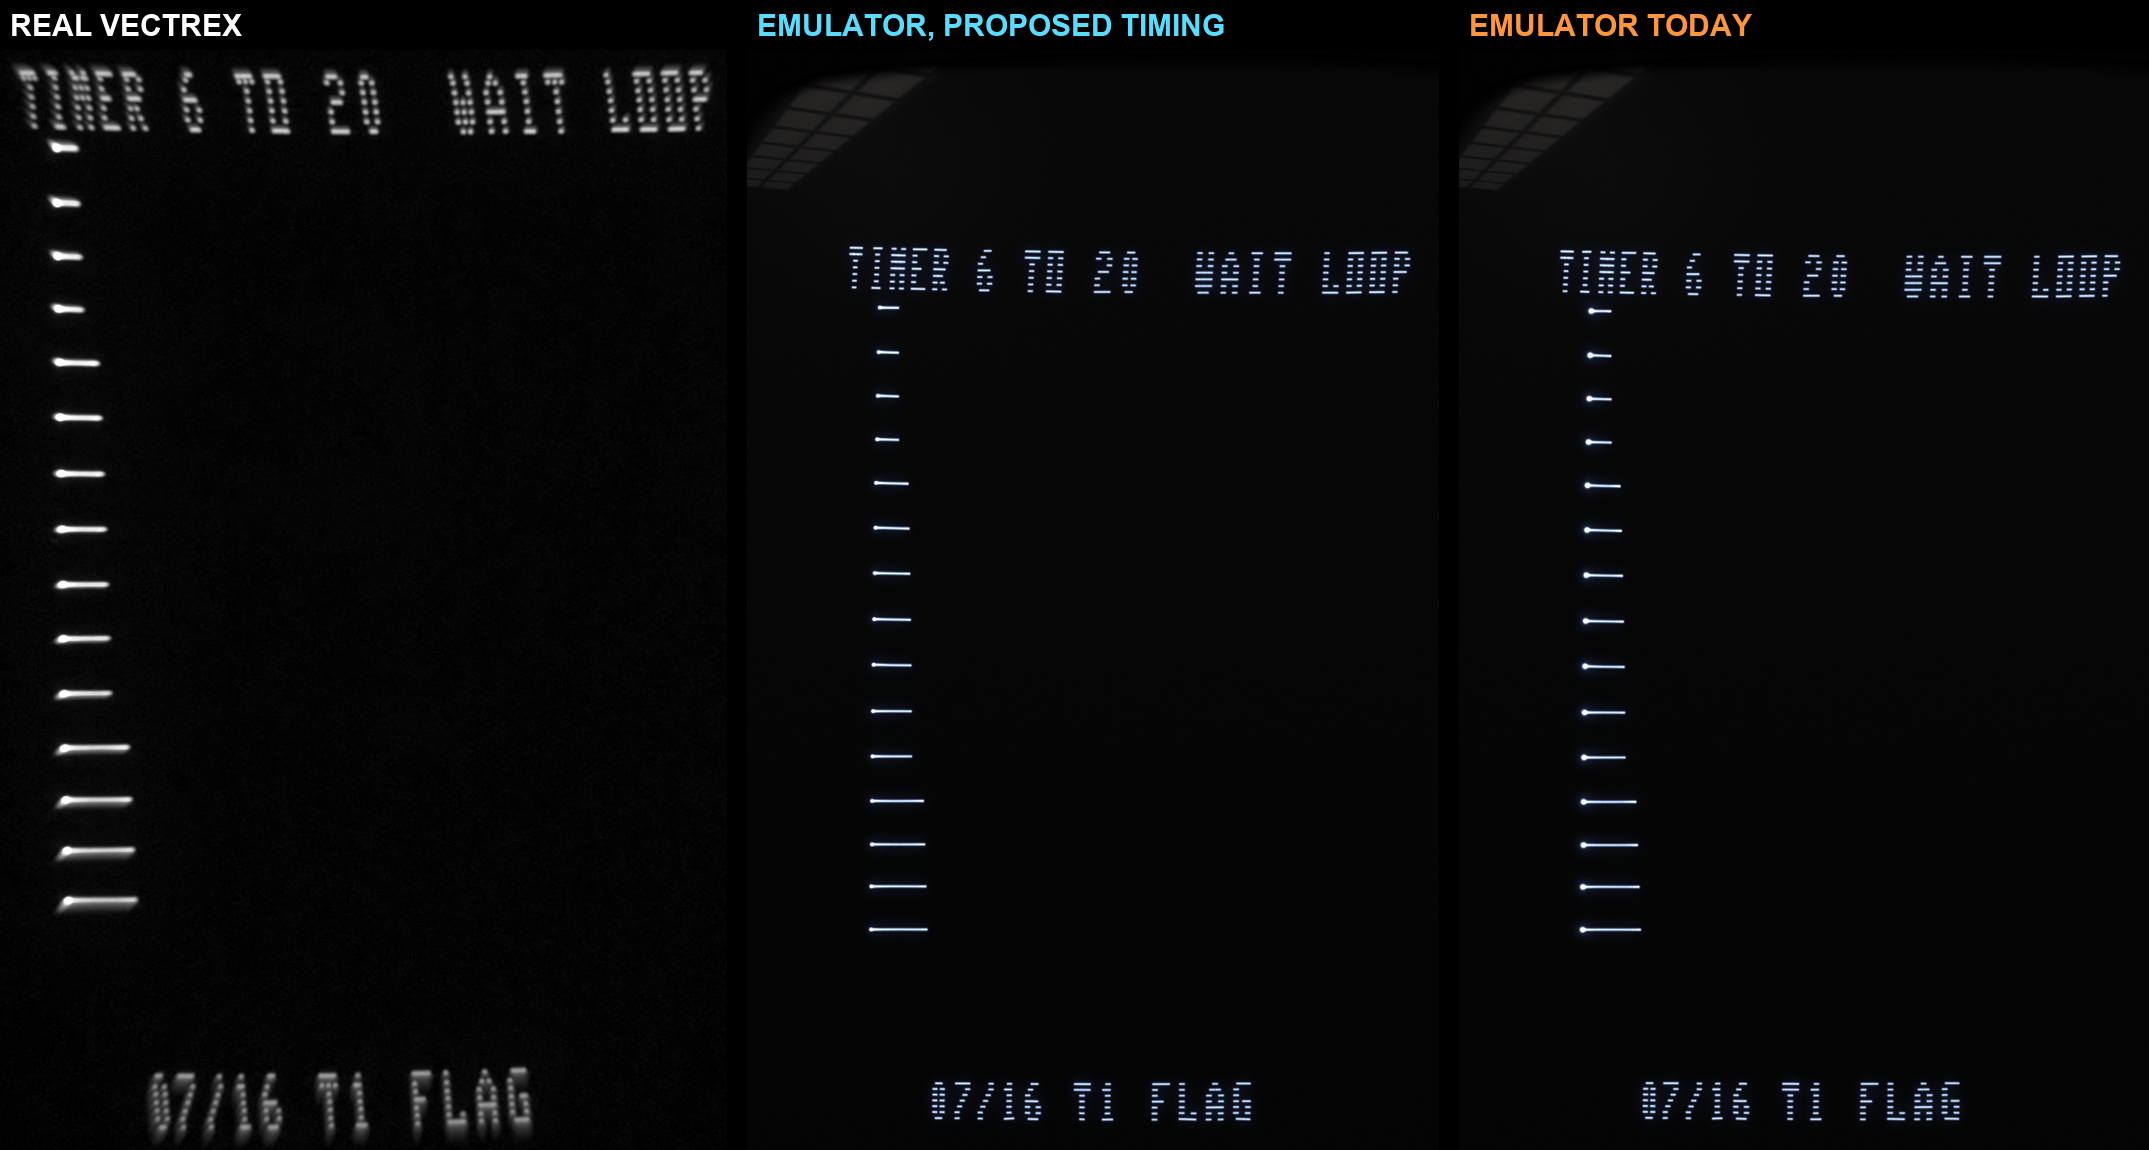 REAL VECTREX
TIMER 6 TO 20 WAIT LOOP
07/16 T1 FLAG
EMULATOR, PROPOSED TIMING
TIMER 6 TO 20 WAIT LOOP
07/16 T1 FLAG
EMULATOR TODAY
TIMER 6 TO 20 WAIT LOOP
07/16 T1 FLAG